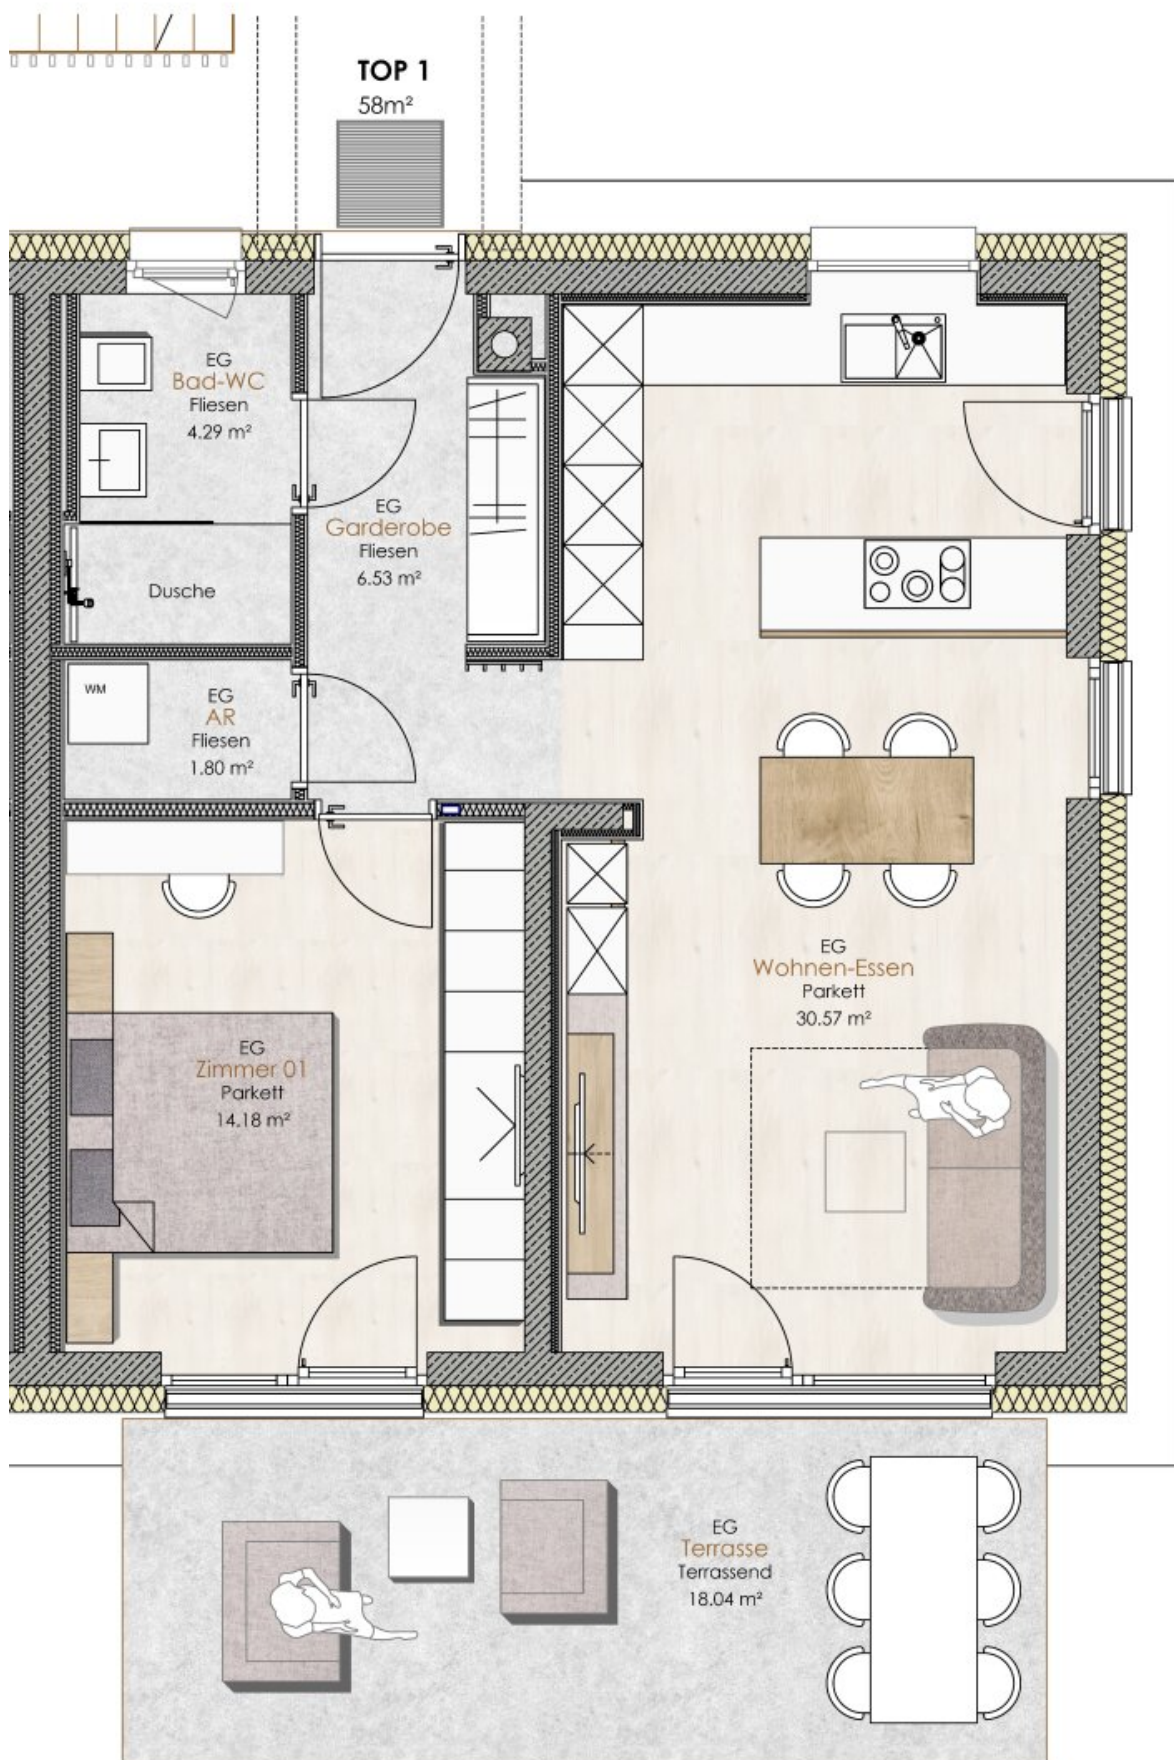 TOP 1
58m²
EG
Bad-WC
Fliesen
4.29 m²
EG
Garderobe
Fliesen
6.53 m²
Dusche
WM
EG
AR
Fliesen
1.80 m²
EG
Wohnen-Essen
Parkett
30.57 m²
EG
Zimmer 01
Parkett
14.18 m²
EG
Terrasse
Terrassend
18.04 m²